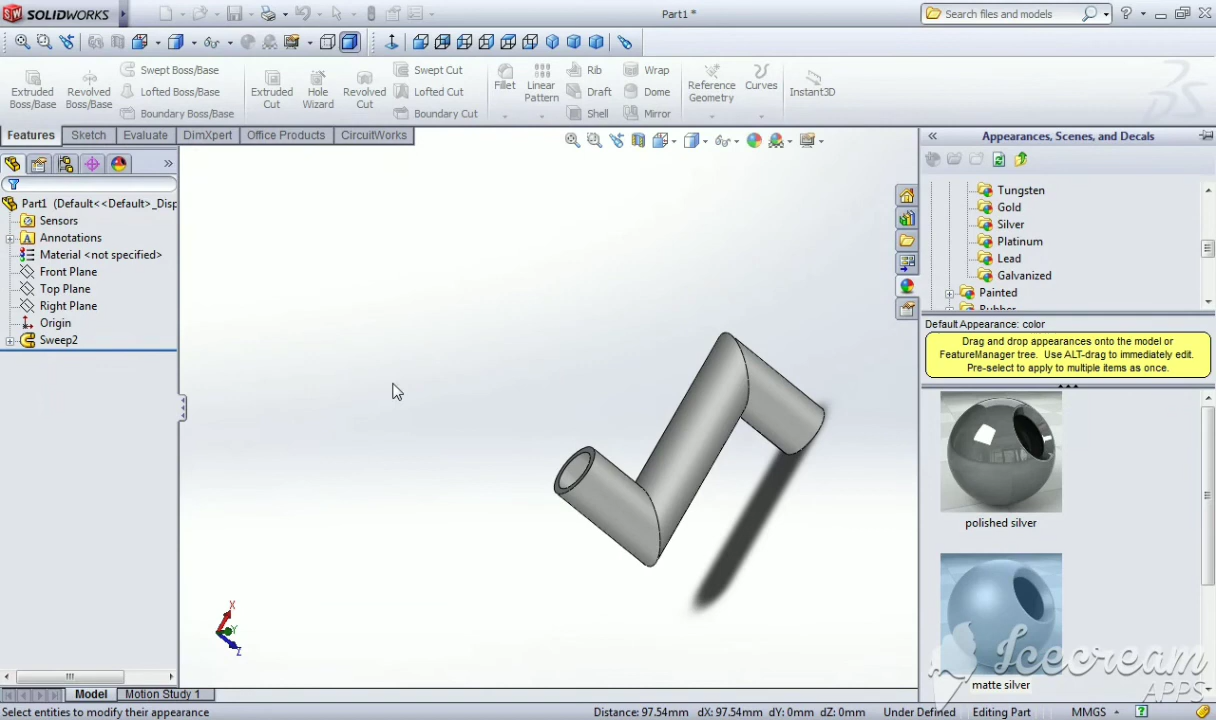 SOLIDWORKS
Part1 *
Search files and models
Extruded Boss/Base
Revolved Boss/Base
Swept Boss/Base
Lofted Boss/Base
Boundary Boss/Base
Extruded Cut
Hole Wizard
Revolved Cut
Swept Cut
Lofted Cut
Boundary Cut
Fillet
Linear Pattern
Rib
Draft
Shell
Wrap
Dome
Mirror
Reference Geometry
Curves
Instant3D
Features
Sketch
Evaluate
DimXpert
Office Products
CircuitWorks
Part1 (Default<<Default>_Disp
Sensors
Annotations
Material <not specified>
Front Plane
Top Plane
Right Plane
Origin
Sweep2
X
Y
Z
Appearances, Scenes, and Decals
Tungsten
Gold
Silver
Platinum
Lead
Galvanized
Painted
Rubber
Default Appearance: color
Drag and drop appearances onto the model or
FeatureManager tree. Use ALT-drag to immediately edit.
Pre-select to apply to multiple items as once.
polished silver
matte silver
Icecream
APPS
Model
Motion Study 1
Select entities to modify their appearance
Distance: 97.54mm dX: 97.54mm dY: 0mm dZ: 0mm
Under Defined
Editing Part
MMGS